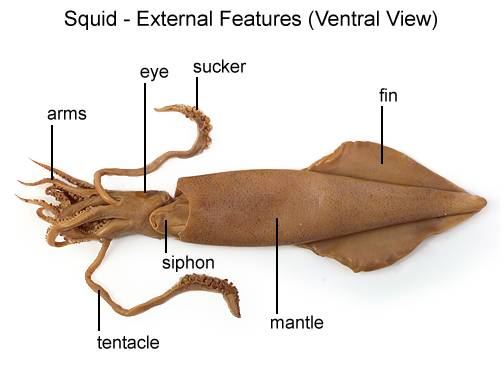 Squid - External Features (Ventral View)
sucker
eye
fin
arms
siphon
mantle
tentacle